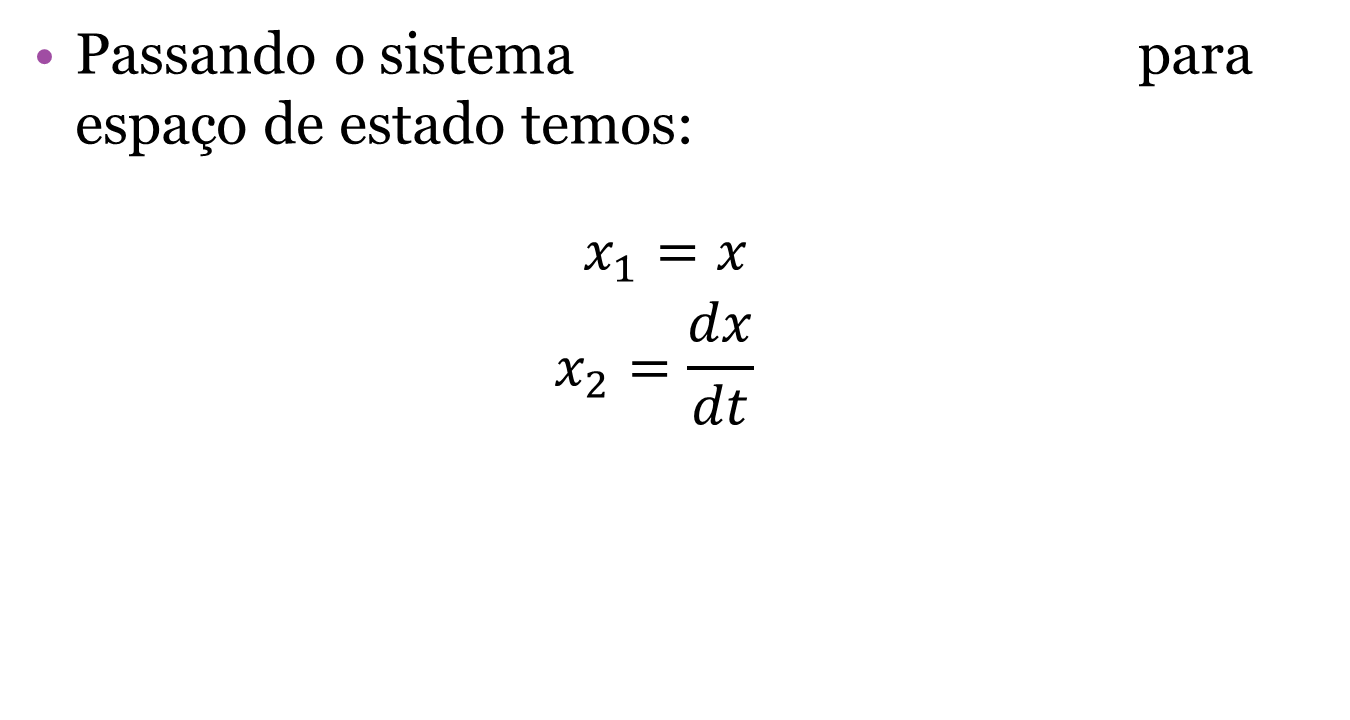 • Passando o sistema para
espaço de estado temos:
x₁ = x
x₂ = dx/dt